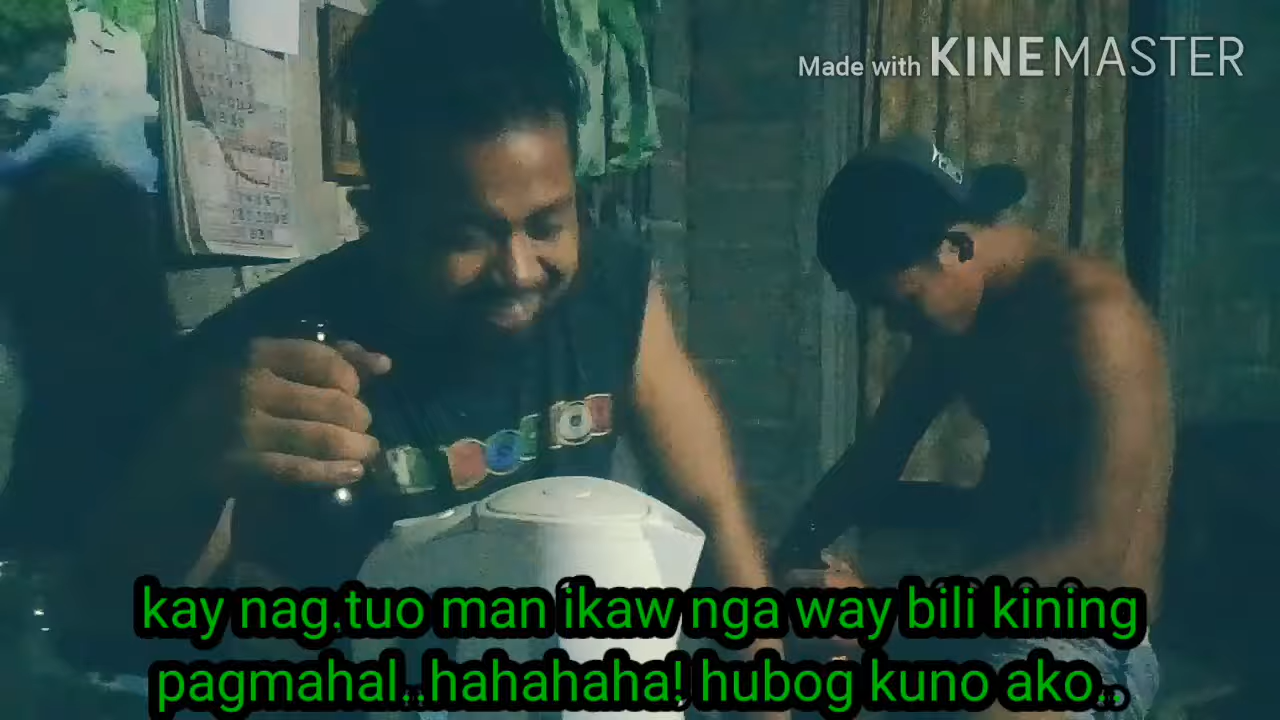 Made with KINEMASTER
kay nag.tuo man ikaw nga way bili kining
pagmahal..hahahaha! hubog kuno ako..